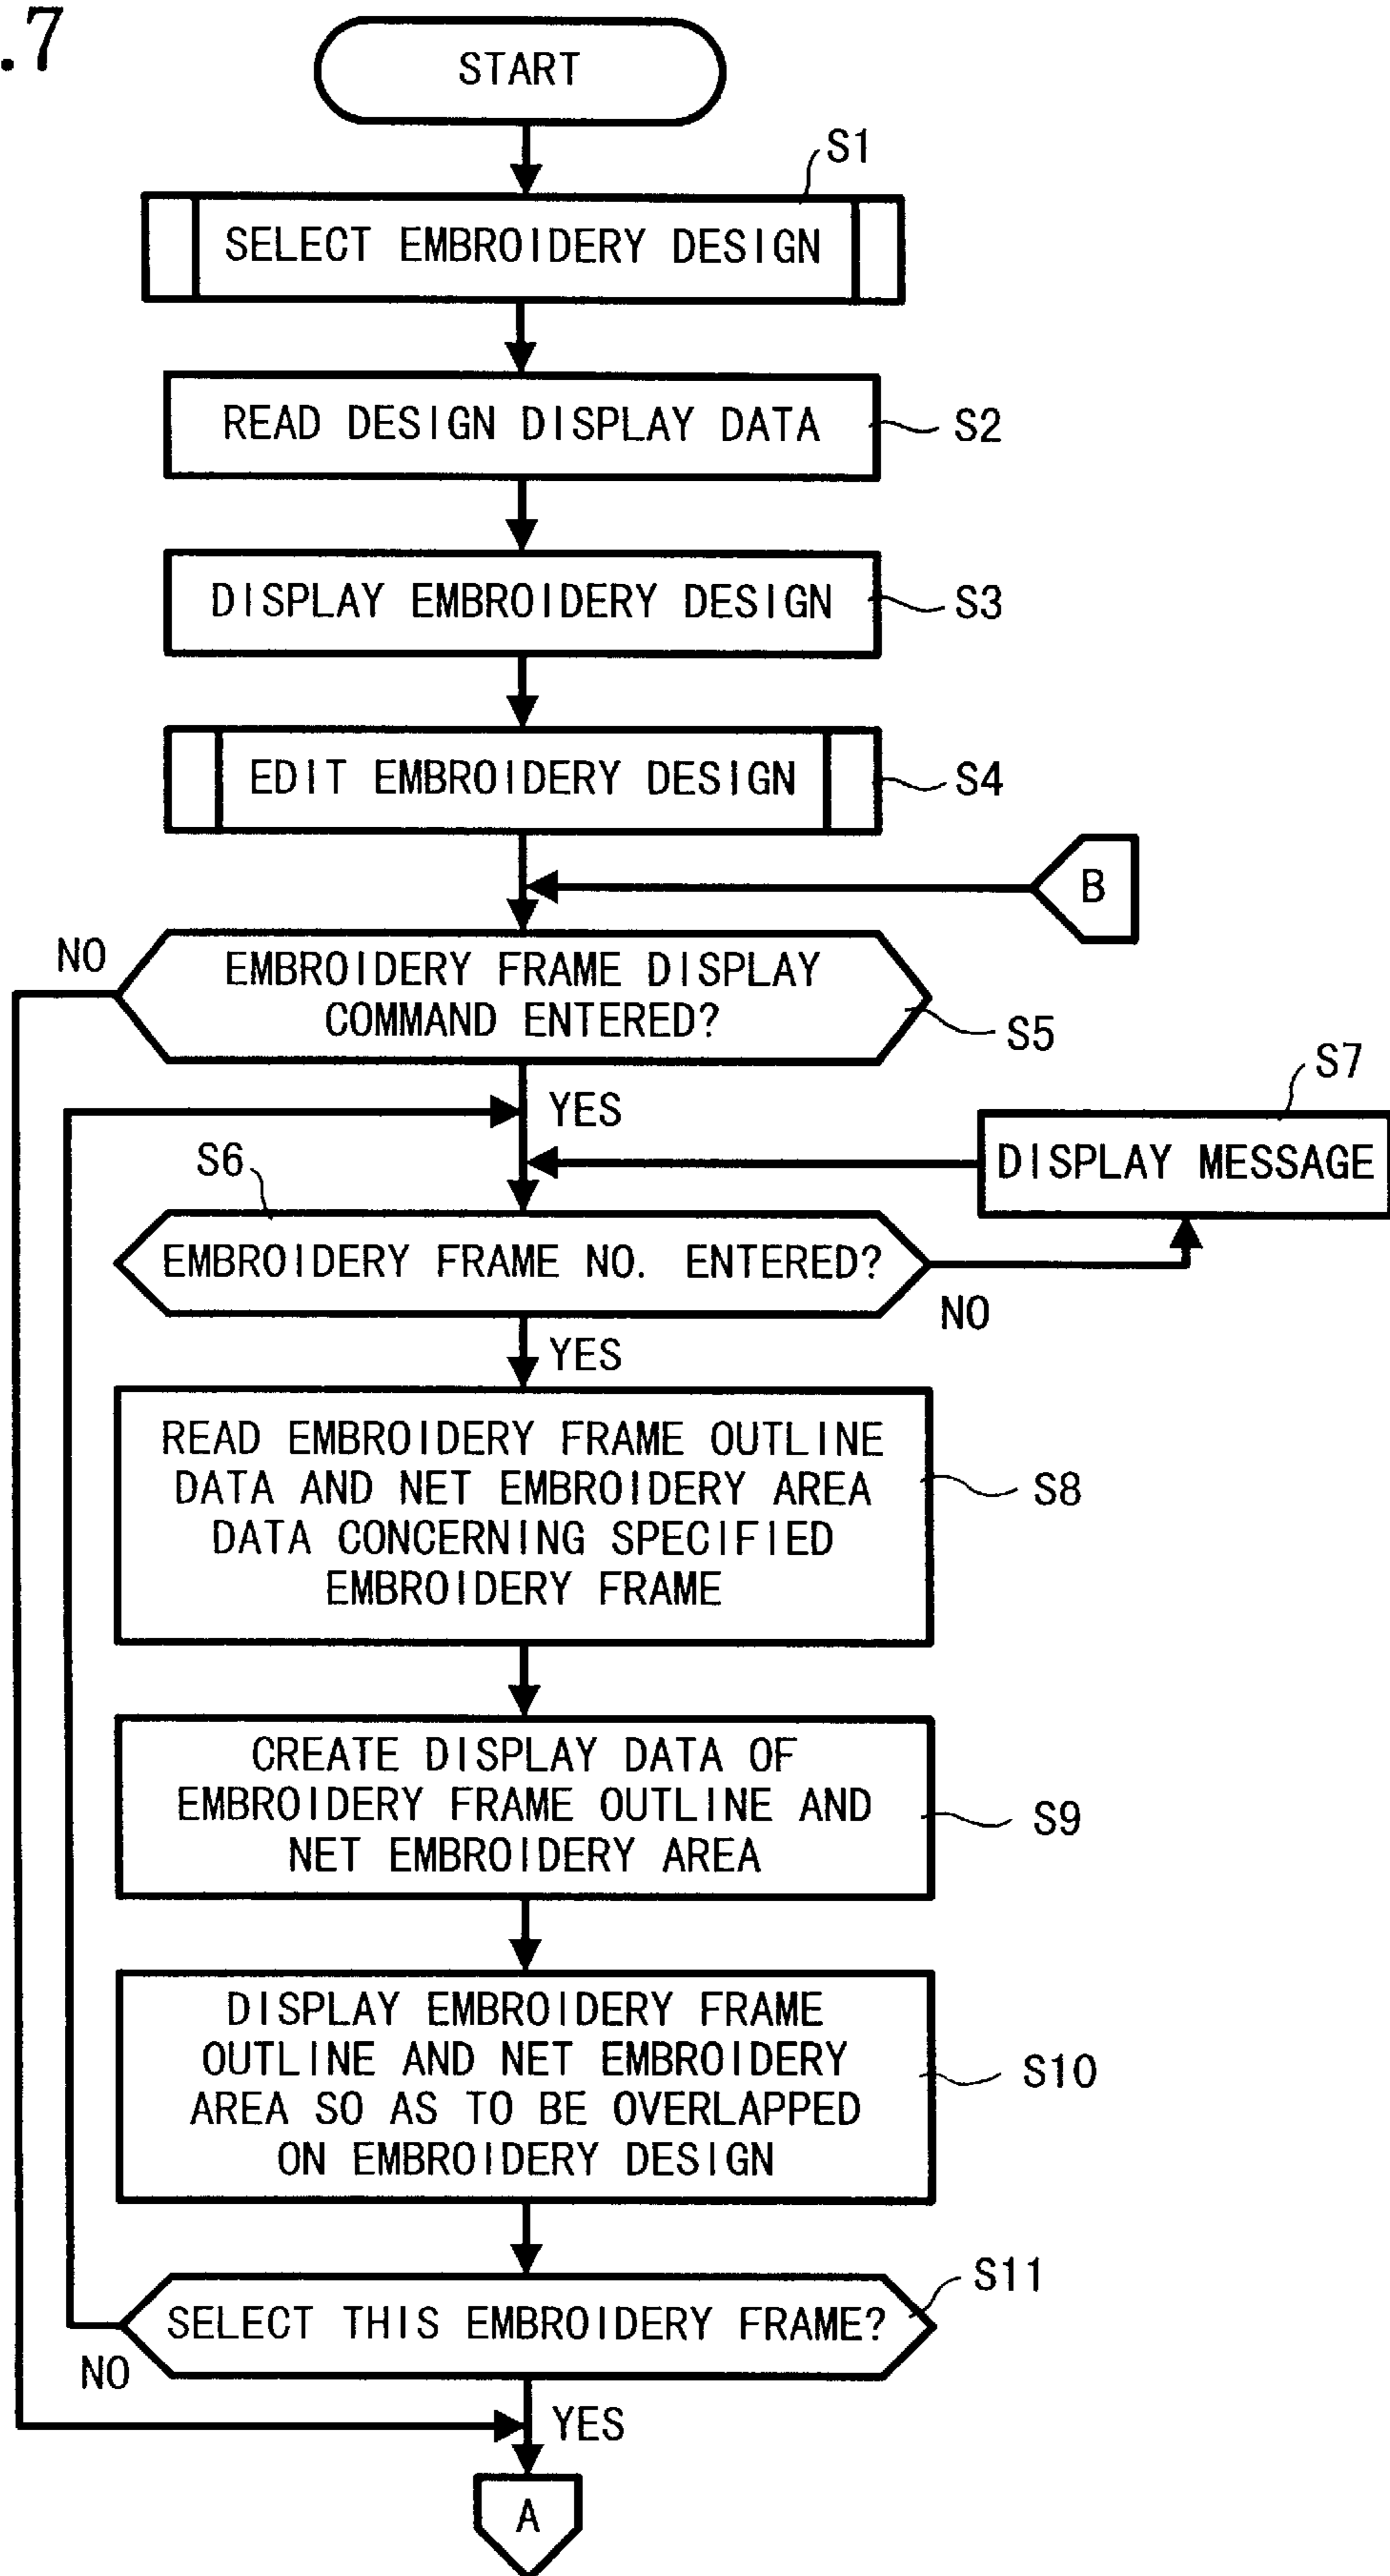 .7
START
S1
SELECT EMBROIDERY DESIGN
READ DESIGN DISPLAY DATA
S2
DISPLAY EMBROIDERY DESIGN
S3
EDIT EMBROIDERY DESIGN
S4
B
NO
EMBROIDERY FRAME DISPLAY
COMMAND ENTERED?
S5
YES
S7
DISPLAY MESSAGE
S6
EMBROIDERY FRAME NO. ENTERED?
NO
YES
READ EMBROIDERY FRAME OUTLINE
DATA AND NET EMBROIDERY AREA
DATA CONCERNING SPECIFIED
EMBROIDERY FRAME
S8
CREATE DISPLAY DATA OF
EMBROIDERY FRAME OUTLINE AND
NET EMBROIDERY AREA
S9
DISPLAY EMBROIDERY FRAME
OUTLINE AND NET EMBROIDERY
AREA SO AS TO BE OVERLAPPED
ON EMBROIDERY DESIGN
S10
S11
SELECT THIS EMBROIDERY FRAME?
NO
YES
A